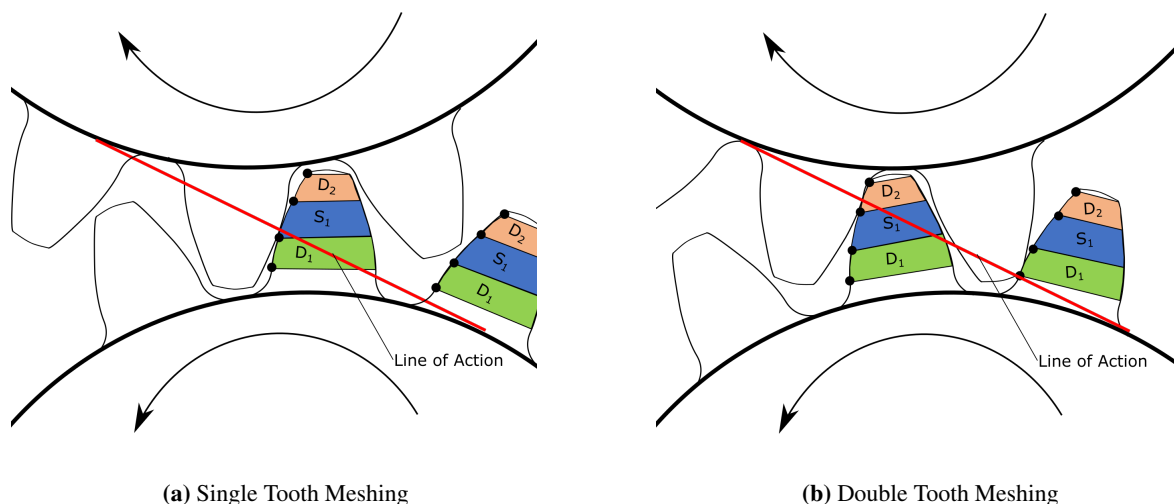 D₂
S₁
D₁
D₂
S₁
D₁
Line of Action
(a) Single Tooth Meshing
D₂
S₁
D₁
D₂
S₁
D₁
Line of Action
(b) Double Tooth Meshing